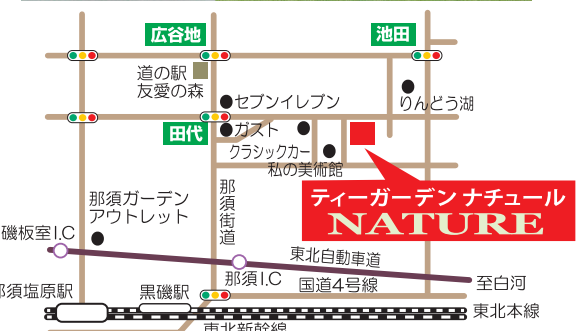 広谷地
池田
道の駅
友愛の森
セブンイレブン
りんどう湖
田代
ガスト
クラシックカー
私の美術館
那須街道
那須ガーデン
アウトレット
ティーガーデン ナチュール
NATURE
磯板室I.C
東北自動車道
那須I.C
国道4号線
至白河
那須塩原駅
黒磯駅
東北本線
東北新幹線